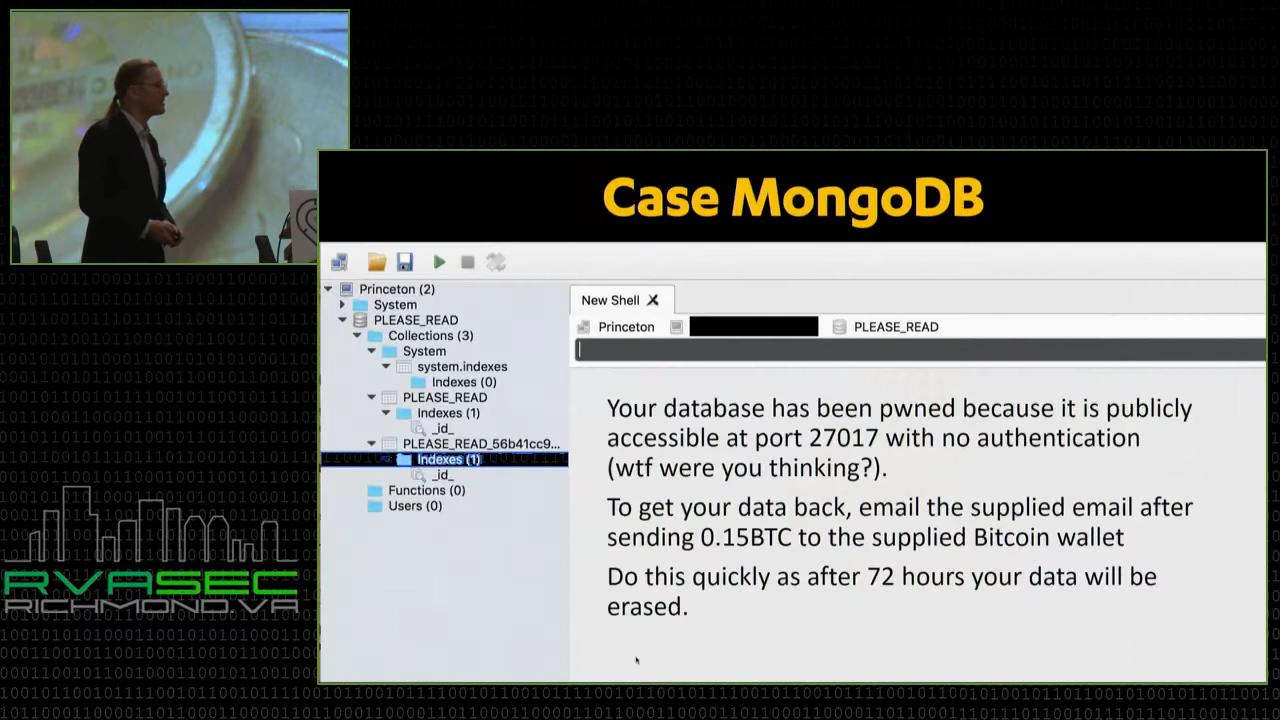 Case MongoDB
Princeton (2)
System
PLEASE_READ
Collections (3)
System
system.indexes
Indexes (0)
PLEASE_READ
Indexes (1)
_id_
PLEASE_READ_56b41cc9...
Indexes (1)
_id_
Functions (0)
Users (0)
New Shell
Princeton
PLEASE_READ
Your database has been pwned because it is publicly
accessible at port 27017 with no authentication
(wtf were you thinking?).
To get your data back, email the supplied email after
sending 0.15BTC to the supplied Bitcoin wallet
Do this quickly as after 72 hours your data will be
erased.
RVASEC
RICHMOND.VA